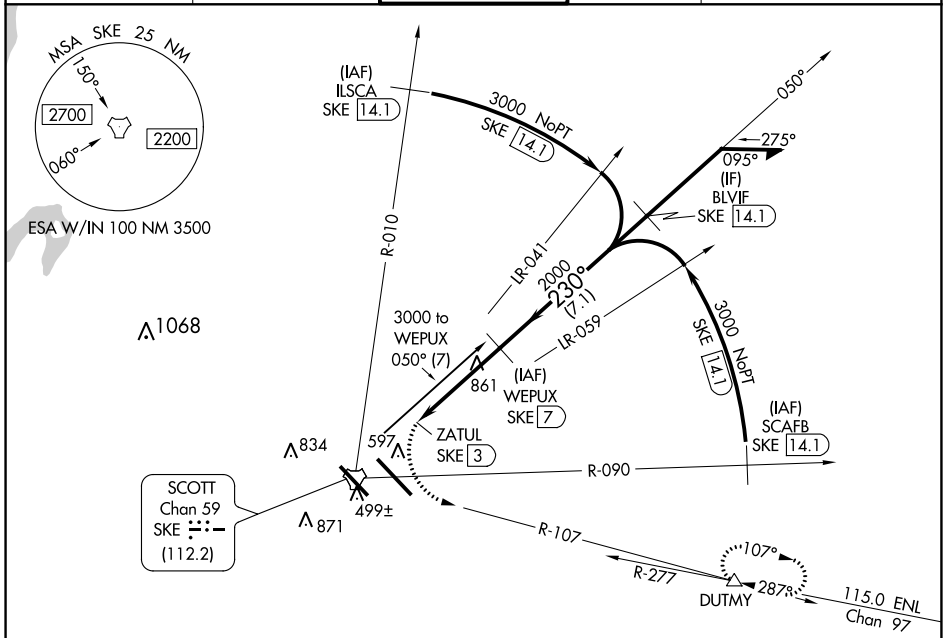 MSA SKE 25 NM
150°
2700
2200
060°
ESA W/IN 100 NM 3500
(IAF)
ILSCA
SKE 14.1
3000 NoPT
SKE 14.1
050°
275°
095°
(IF)
BLVIF
SKE 14.1
R-010
LR-041
2000
230°
(7.1)
LR-059
3000 NoPT
SKE 14.1
1068
3000 to
WEPUX
050° (7)
861
(IAF)
WEPUX
SKE 7
(IAF)
SCAFB
SKE 14.1
834
597
ZATUL
SKE 3
R-090
SCOTT
Chan 59
SKE
(112.2)
499±
871
R-107
R-277
107°
287°
DUTMY
115.0 ENL
Chan 97